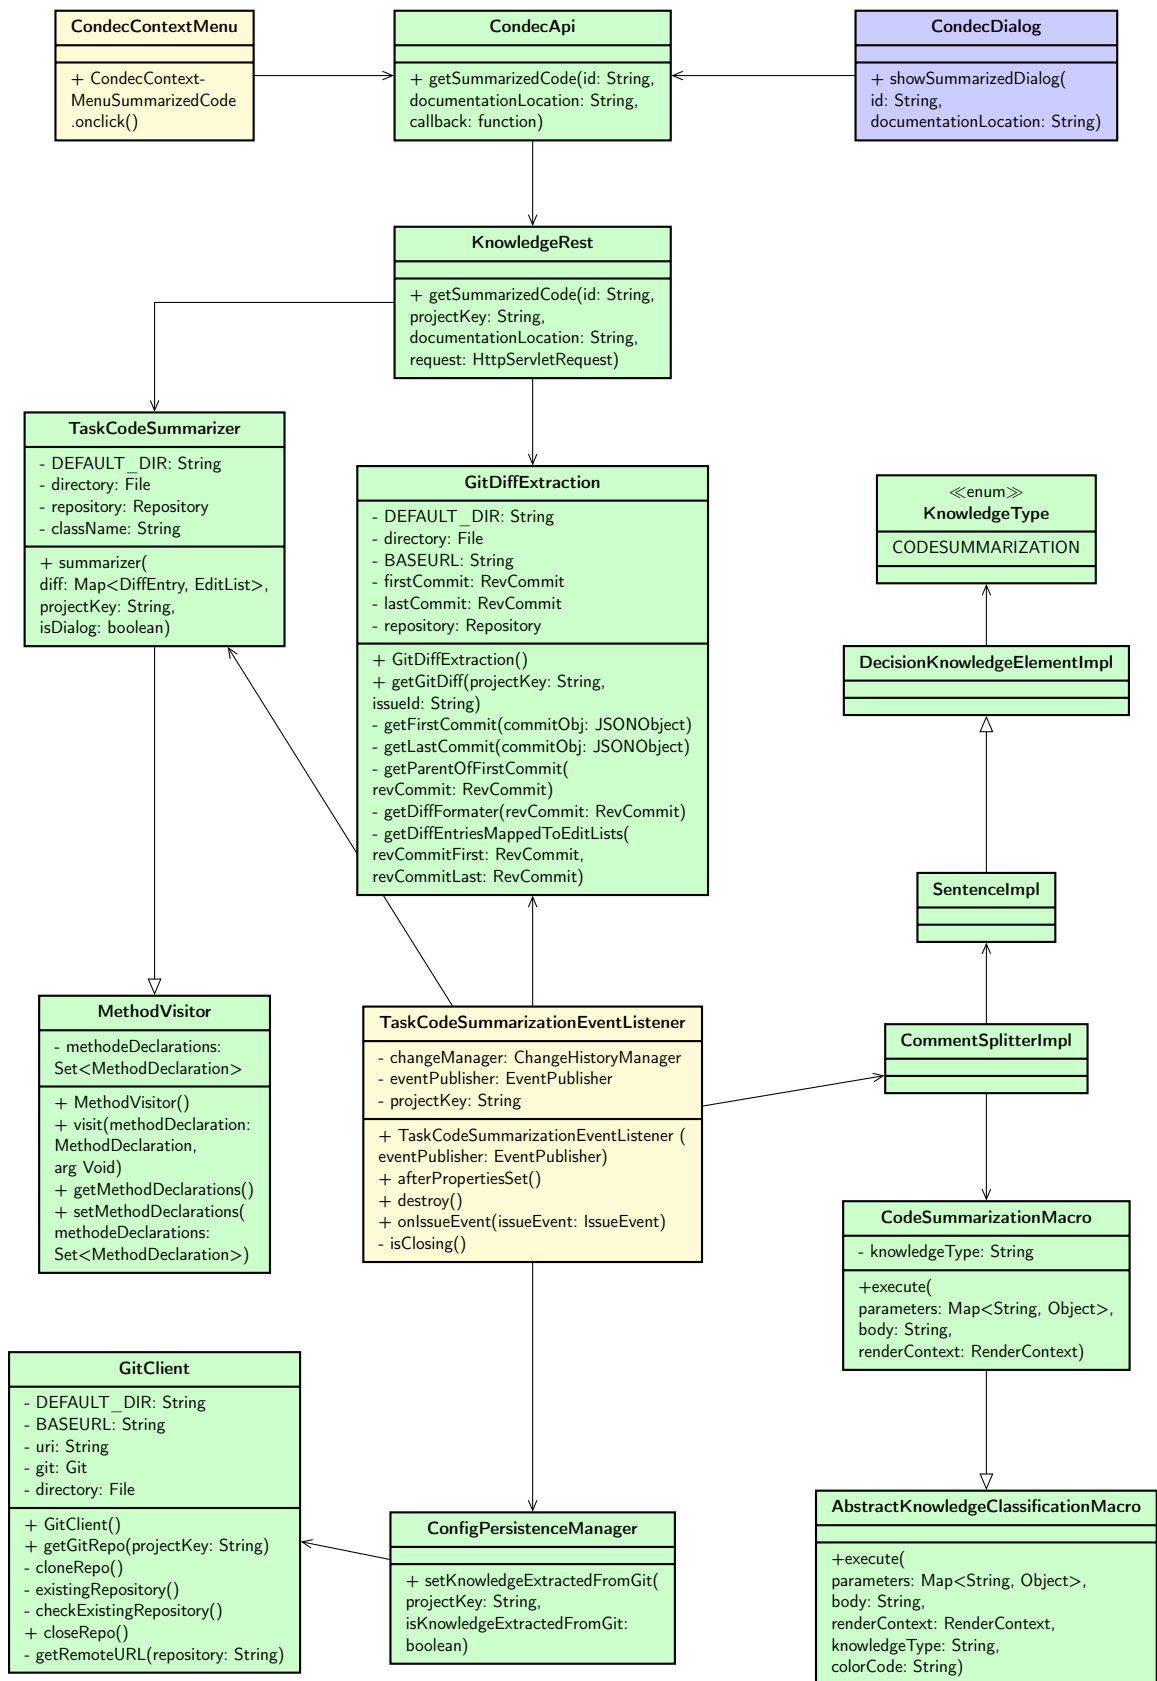 CondecContextMenu
+ CondecContext-
MenuSummarizedCode
.onclick()
CondecApi
+ getSummarizedCode(id: String,
documentationLocation: String,
callback: function)
CondecDialog
+ showSummarizedDialog(
id: String,
documentationLocation: String)
KnowledgeRest
+ getSummarizedCode(id: String,
projectKey: String,
documentationLocation: String,
request: HttpServletRequest)
TaskCodeSummarizer
- DEFAULT_DIR: String
- directory: File
- repository: Repository
- className: String
+ summarizer(
diff: Map<DiffEntry, EditList>,
projectKey: String,
isDialog: boolean)
GitDiffExtraction
- DEFAULT_DIR: String
- directory: File
- BASEURL: String
- firstCommit: RevCommit
- lastCommit: RevCommit
- repository: Repository
+ GitDiffExtraction()
+ getGitDiff(projectKey: String,
issueId: String)
- getFirstCommit(commitObj: JSONObject)
- getLastCommit(commitObj: JSONObject)
- getParentOfFirstCommit(
revCommit: RevCommit)
- getDiffFormater(revCommit: RevCommit)
- getDiffEntriesMappedToEditLists(
revCommitFirst: RevCommit,
revCommitLast: RevCommit)
≪enum≫
KnowledgeType
CODESUMMARIZATION
DecisionKnowledgeElementImpl
SentenceImpl
CommentSplitterImpl
MethodVisitor
- methodeDeclarations:
Set<MethodDeclaration>
+ MethodVisitor()
+ visit(methodDeclaration:
MethodDeclaration,
arg Void)
+ getMethodDeclarations()
+ setMethodDeclarations(
methodeDeclarations:
Set<MethodDeclaration>)
TaskCodeSummarizationEventListener
- changeManager: ChangeHistoryManager
- eventPublisher: EventPublisher
- projectKey: String
+ TaskCodeSummarizationEventListener (
eventPublisher: EventPublisher)
+ afterPropertiesSet()
+ destroy()
+ onIssueEvent(issueEvent: IssueEvent)
- isClosing()
CodeSummarizationMacro
- knowledgeType: String
+execute(
parameters: Map<String, Object>,
body: String,
renderContext: RenderContext)
GitClient
- DEFAULT_DIR: String
- BASEURL: String
- uri: String
- git: Git
- directory: File
+ GitClient()
+ getGitRepo(projectKey: String)
- cloneRepo()
- existingRepository()
- checkExistingRepository()
+ closeRepo()
- getRemoteURL(repository: String)
ConfigPersistenceManager
+ setKnowledgeExtractedFromGit(
projectKey: String,
isKnowledgeExtractedFromGit:
boolean)
AbstractKnowledgeClassificationMacro
+execute(
parameters: Map<String, Object>,
body: String,
renderContext: RenderContext,
knowledgeType: String,
colorCode: String)